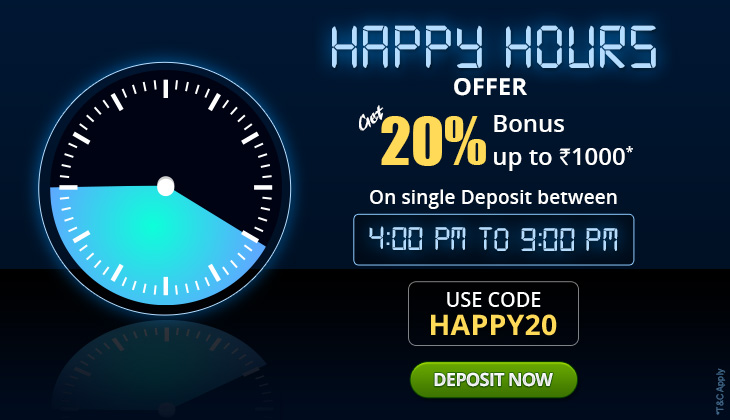 HAPPY HOURS
OFFER
Get 20% Bonus
up to ₹1000*
On single Deposit between
4:00 PM TO 9:00 PM
USE CODE
HAPPY20
DEPOSIT NOW
*T&C Apply